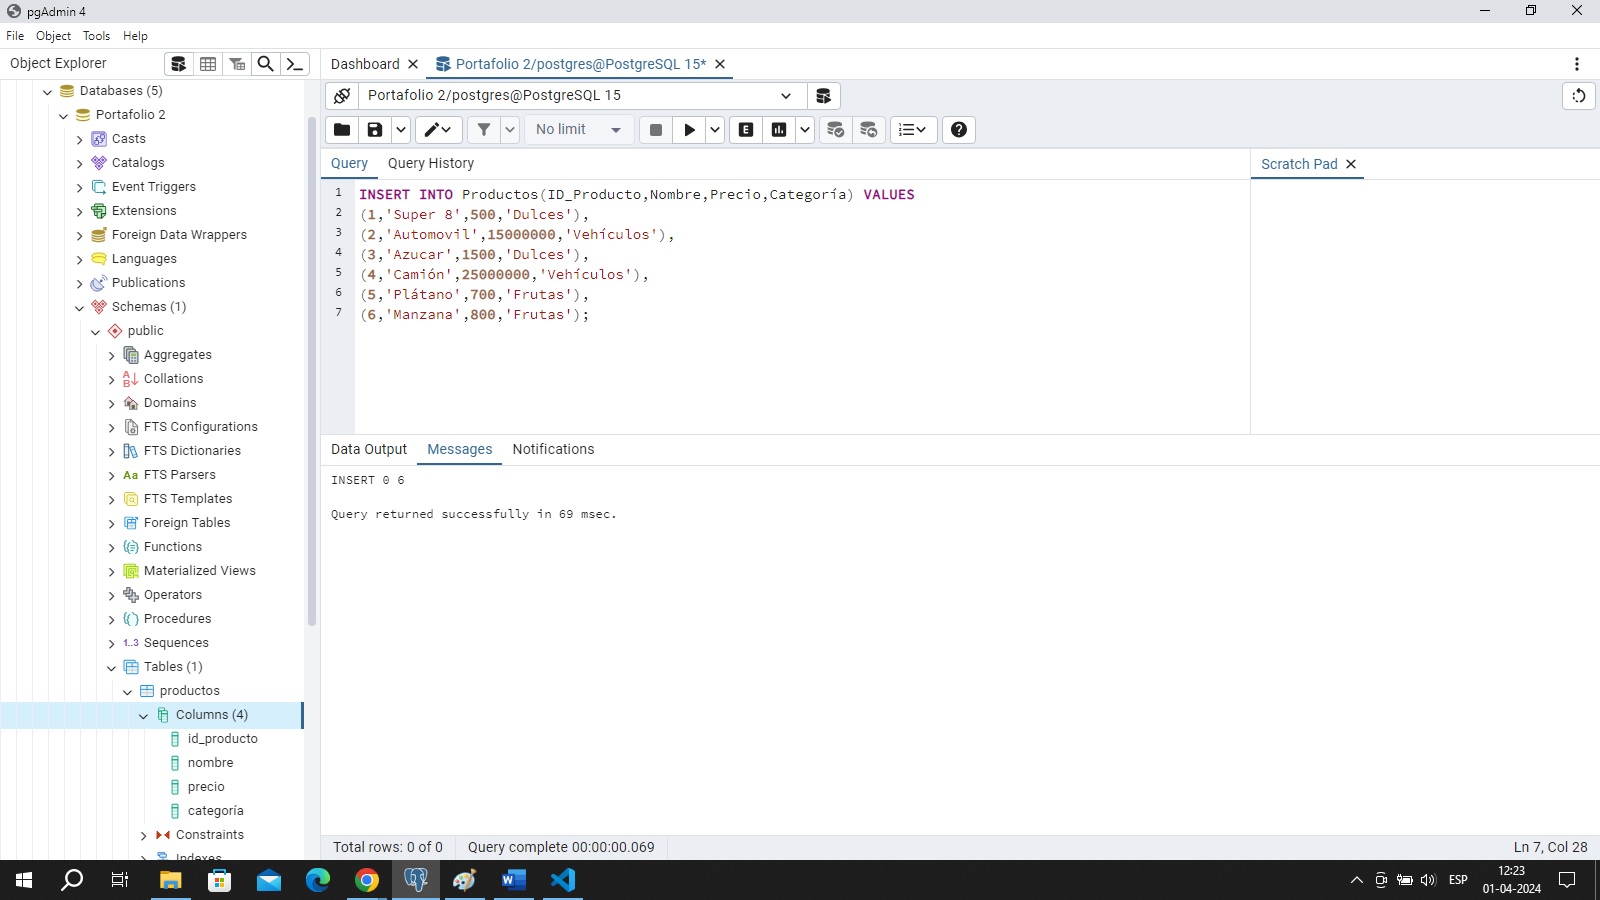 pgAdmin 4
File Object Tools Help
Object Explorer
Dashboard
Portafolio 2/postgres@PostgreSQL 15*
Databases (5)
Portafolio 2
Casts
Catalogs
Event Triggers
Extensions
Foreign Data Wrappers
Languages
Publications
Schemas (1)
public
Aggregates
Collations
Domains
FTS Configurations
FTS Dictionaries
Aa FTS Parsers
FTS Templates
Foreign Tables
Functions
Materialized Views
Operators
Procedures
1..3 Sequences
Tables (1)
productos
Columns (4)
id_producto
nombre
precio
categoría
Constraints
Indexes
Portafolio 2/postgres@PostgreSQL 15
No limit
E
Query Query History
Scratch Pad
1 INSERT INTO Productos(ID_Producto,Nombre,Precio,Categoría) VALUES
2 (1,'Super 8',500,'Dulces'),
3 (2,'Automovil',15000000,'Vehículos'),
4 (3,'Azucar',1500,'Dulces'),
5 (4,'Camión',25000000,'Vehículos'),
6 (5,'Plátano',700,'Frutas'),
7 (6,'Manzana',800,'Frutas');
Data Output Messages Notifications
INSERT 0 6
Query returned successfully in 69 msec.
Total rows: 0 of 0 Query complete 00:00:00.069 Ln 7, Col 28
ESP
12:23
01-04-2024